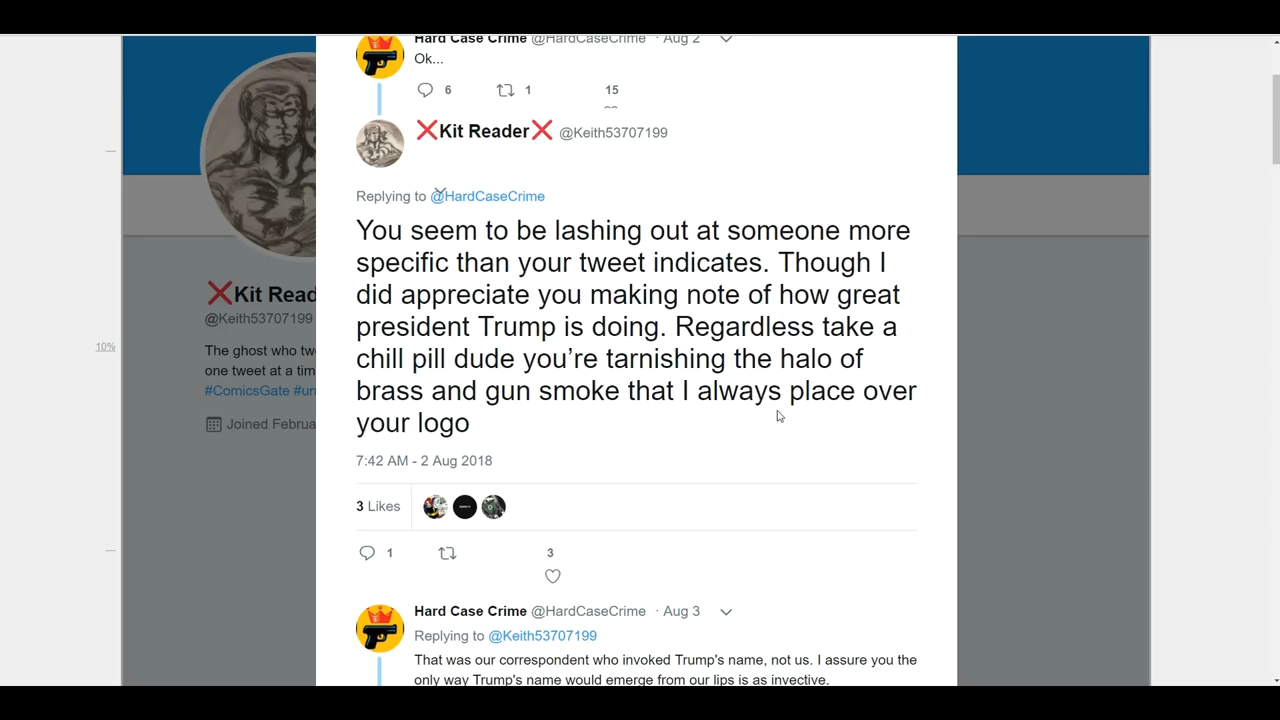 Hard Case Crime @HardCaseCrime · Aug 2
Ok...
6 1 15
❌Kit Reader❌ @Keith53707199
Replying to @HardCaseCrime
You seem to be lashing out at someone more
specific than your tweet indicates. Though I
did appreciate you making note of how great
president Trump is doing. Regardless take a
chill pill dude you’re tarnishing the halo of
brass and gun smoke that I always place over
your logo
7:42 AM - 2 Aug 2018
3 Likes
1 3
Hard Case Crime @HardCaseCrime · Aug 3
Replying to @Keith53707199
That was our correspondent who invoked Trump's name, not us. I assure you the
only way Trump's name would emerge from our lips is as invective.
❌Kit Read
@Keith53707199
The ghost who tw
one tweet at a tim
#ComicsGate #un
Joined Februa
10%